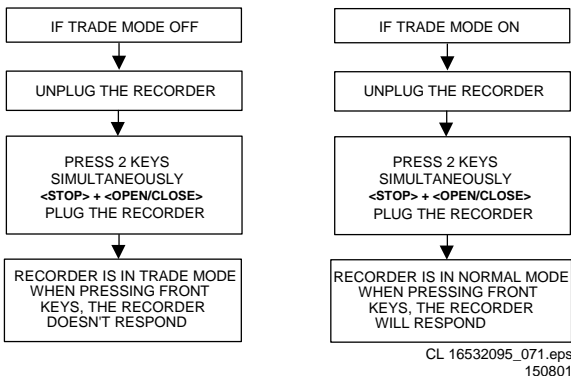 IF TRADE MODE OFF
UNPLUG THE RECORDER
PRESS 2 KEYS
SIMULTANEOUSLY
<STOP> + <OPEN/CLOSE>
PLUG THE RECORDER
RECORDER IS IN TRADE MODE
WHEN PRESSING FRONT
KEYS, THE RECORDER
DOESN'T RESPOND
IF TRADE MODE ON
UNPLUG THE RECORDER
PRESS 2 KEYS
SIMULTANEOUSLY
<STOP> + <OPEN/CLOSE>
PLUG THE RECORDER
RECORDER IS IN NORMAL MODE
WHEN PRESSING FRONT
KEYS, THE RECORDER
WILL RESPOND
CL 16532095_071.eps
150801